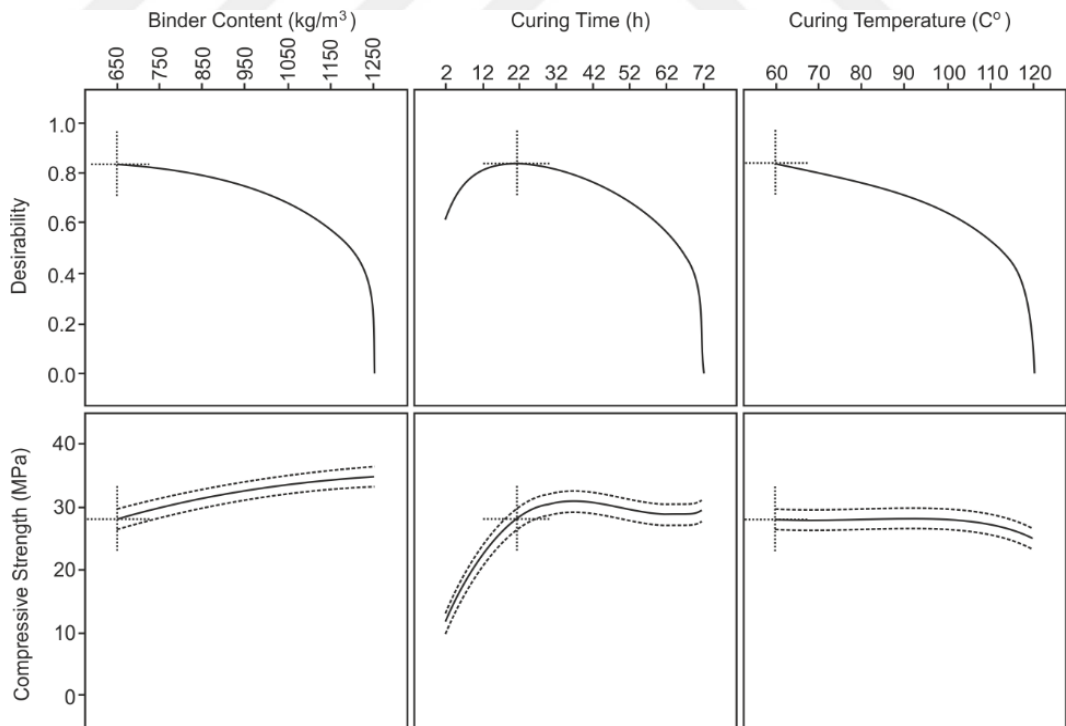 Binder Content (kg/m³) Curing Time (h) Curing Temperature (C⁰)
650 750 850 950 1050 1150 1250 2 12 22 32 42 52 62 72 60 70 80 90 100 110 120
Desirability
1.0
0.8
0.6
0.4
0.2
0.0
Compressive Strength (MPa)
40
30
20
10
0